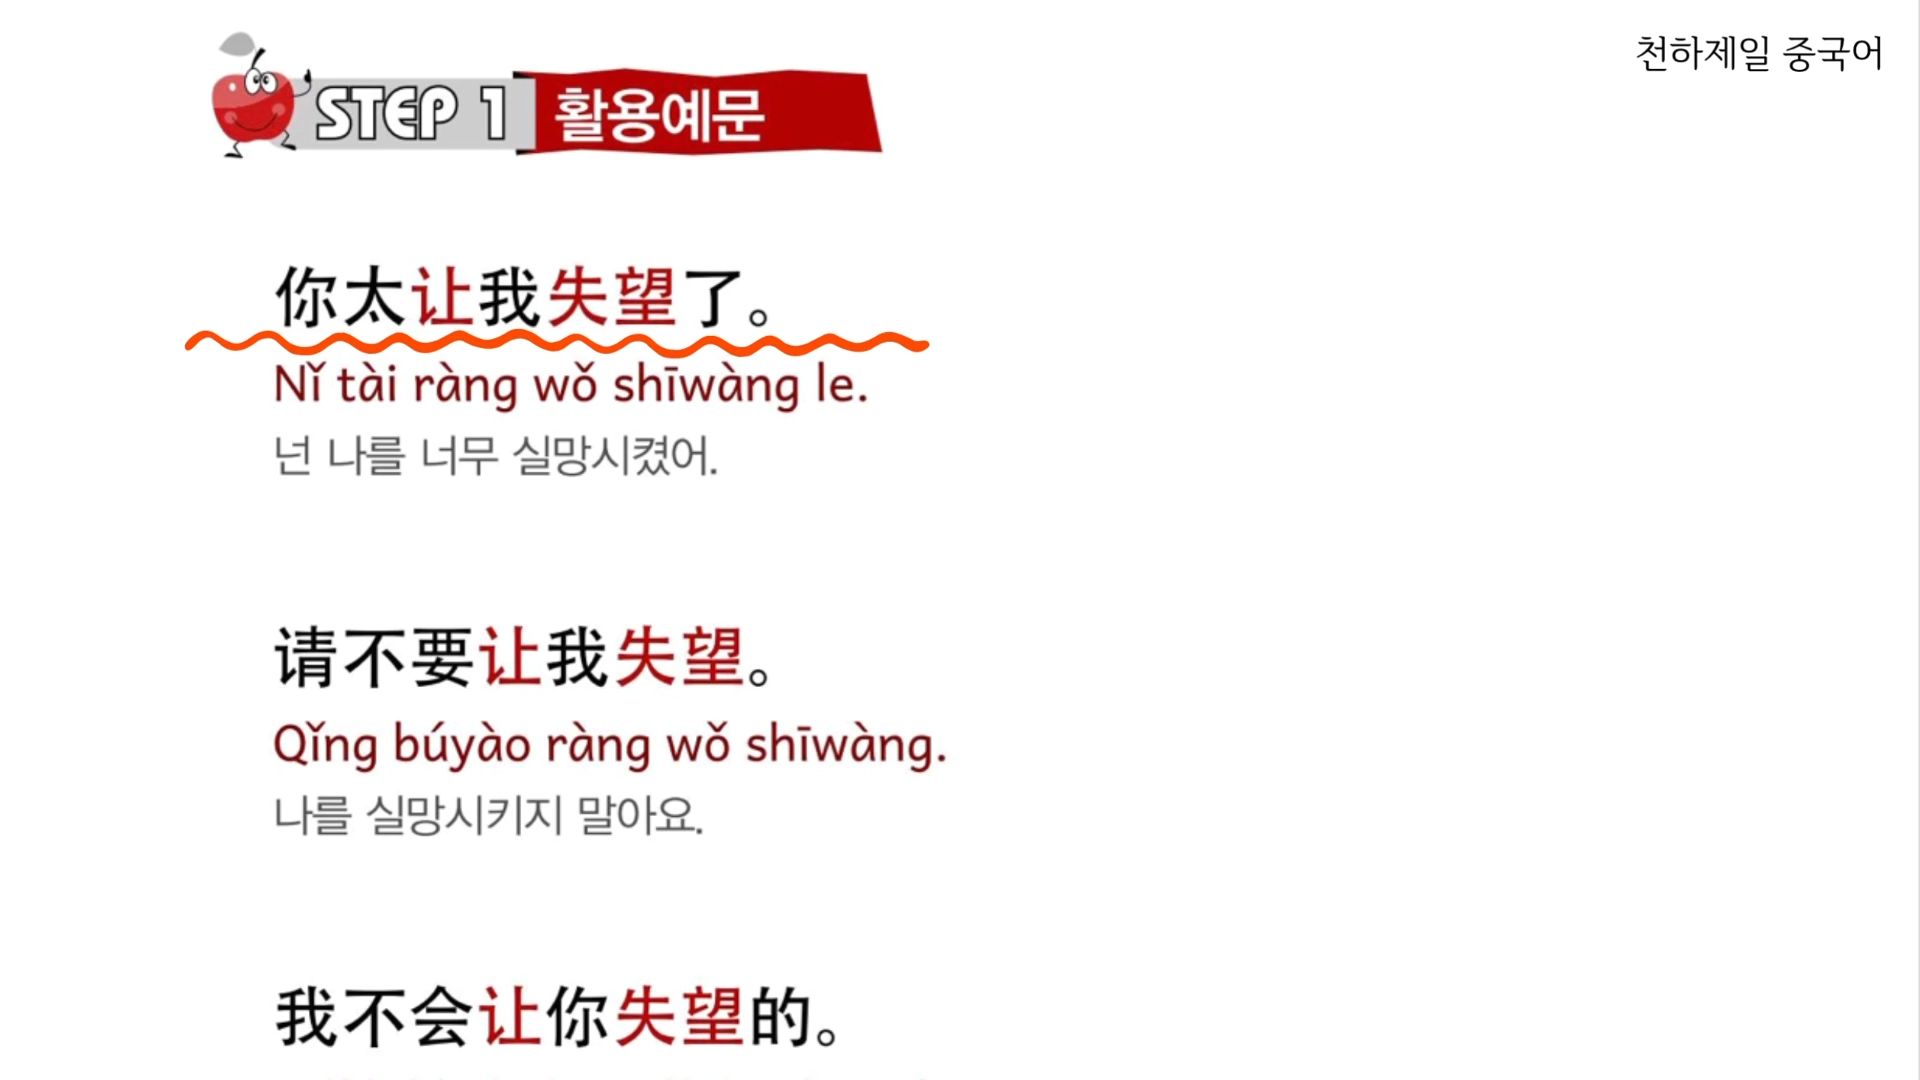 천하제일 중국어
STEP 1 활용예문
你太让我失望了。
Nǐ tài ràng wǒ shīwàng le.
넌 나를 너무 실망시켰어.
请不要让我失望。
Qǐng búyào ràng wǒ shīwàng.
나를 실망시키지 말아요.
我不会让你失望的。